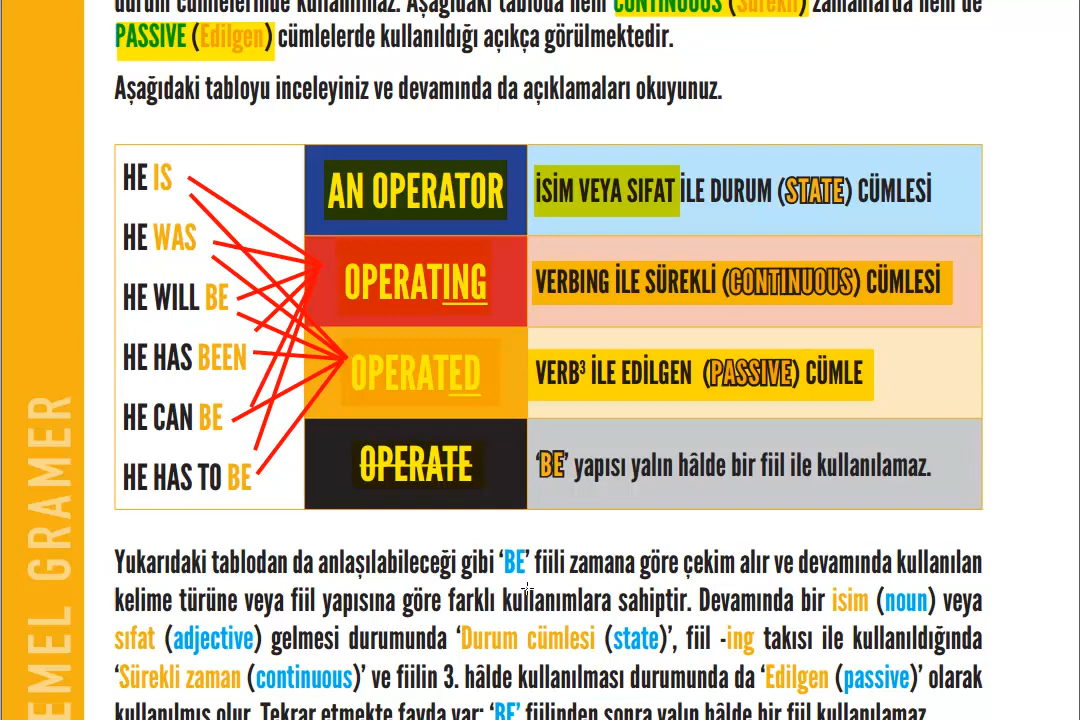 durum cümlelerinde kullanılmaz. Aşağıdaki tabloda hem CONTINUOUS (Sürekli) zamanlarda hem de
PASSIVE (Edilgen) cümlelerde kullanıldığı açıkça görülmektedir.
Aşağıdaki tabloyu inceleyiniz ve devamında da açıklamaları okuyunuz.
HE IS
HE WAS
HE WILL BE
HE HAS BEEN
HE CAN BE
HE HAS TO BE
AN OPERATOR
İSİM VEYA SIFAT İLE DURUM (STATE) CÜMLESİ
OPERATING
VERBING İLE SÜREKLİ (CONTINUOUS) CÜMLESİ
OPERATED
VERB³ İLE EDİLGEN (PASSIVE) CÜMLE
OPERATE
‘BE’ yapısı yalın hâlde bir fiil ile kullanılamaz.
Yukarıdaki tablodan da anlaşılabileceği gibi ‘BE’ fiili zamana göre çekim alır ve devamında kullanılan
kelime türüne veya fiil yapısına göre farklı kullanımlara sahiptir. Devamında bir isim (noun) veya
sıfat (adjective) gelmesi durumunda ‘Durum cümlesi (state)’, fiil -ing takısı ile kullanıldığında
‘Sürekli zaman (continuous)’ ve fiilin 3. hâlde kullanılması durumunda da ‘Edilgen (passive)’ olarak
kullanılmış olur. Tekrar etmekte fayda var: ‘BE’ fiilinden sonra yalın hâlde bir fiil kullanılamaz.
EMEL GRAMER